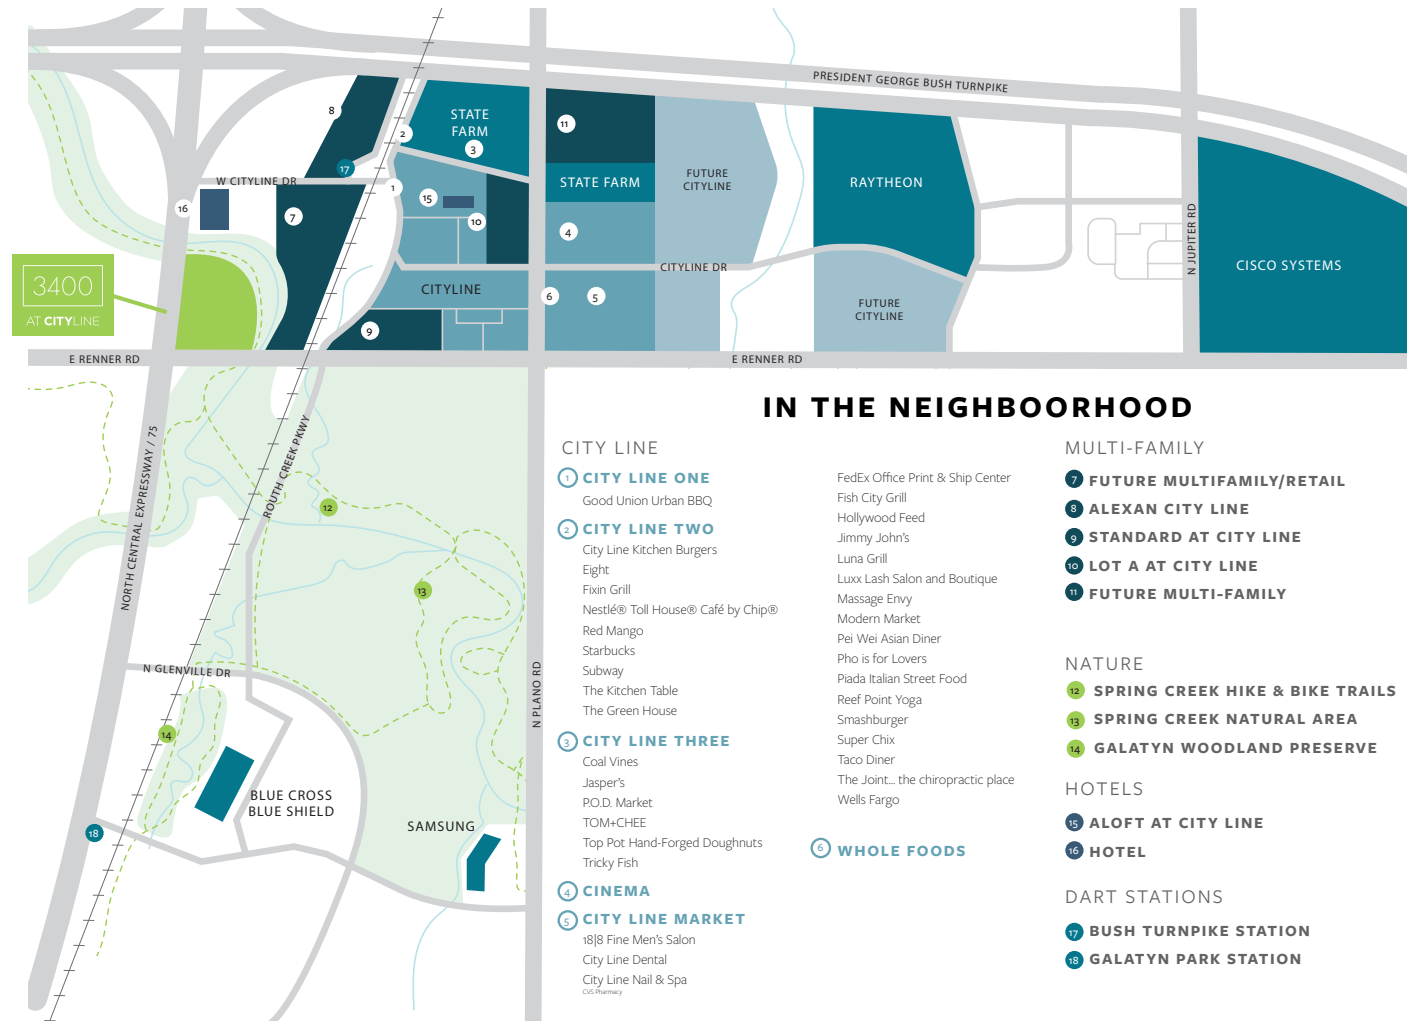 PRESIDENT GEORGE BUSH TURNPIKE
8
2
STATE
FARM
3
11
17
W CITYLINE DR
1
15
16
7
10
STATE FARM
4
FUTURE
CITYLINE
RAYTHEON
N JUPITER RD
CISCO SYSTEMS
3400
AT CITYLINE
CITYLINE DR
CITYLINE
6
5
9
FUTURE
CITYLINE
E RENNER RD
E RENNER RD
NORTH CENTRAL EXPRESSWAY / 75
ROUTH CREEK PKWY
12
13
N GLENVILLE DR
N PLANO RD
14
BLUE CROSS
BLUE SHIELD
SAMSUNG
18
IN THE NEIGHBOORHOOD
CITY LINE
1 CITY LINE ONE
Good Union Urban BBQ
2 CITY LINE TWO
City Line Kitchen Burgers
Eight
Fixin Grill
Nestlé® Toll House® Café by Chip®
Red Mango
Starbucks
Subway
The Kitchen Table
The Green House
3 CITY LINE THREE
Coal Vines
Jasper's
P.O.D. Market
TOM+CHEE
Top Pot Hand-Forged Doughnuts
Tricky Fish
4 CINEMA
5 CITY LINE MARKET
18|8 Fine Men's Salon
City Line Dental
City Line Nail & Spa
CVS Pharmacy
FedEx Office Print & Ship Center
Fish City Grill
Hollywood Feed
Jimmy John's
Luna Grill
Luxx Lash Salon and Boutique
Massage Envy
Modern Market
Pei Wei Asian Diner
Pho is for Lovers
Piada Italian Street Food
Reef Point Yoga
Smashburger
Super Chix
Taco Diner
The Joint... the chiropractic place
Wells Fargo
6 WHOLE FOODS
MULTI-FAMILY
7 FUTURE MULTIFAMILY/RETAIL
8 ALEXAN CITY LINE
9 STANDARD AT CITY LINE
10 LOT A AT CITY LINE
11 FUTURE MULTI-FAMILY
NATURE
12 SPRING CREEK HIKE & BIKE TRAILS
13 SPRING CREEK NATURAL AREA
14 GALATYN WOODLAND PRESERVE
HOTELS
15 ALOFT AT CITY LINE
16 HOTEL
DART STATIONS
17 BUSH TURNPIKE STATION
18 GALATYN PARK STATION